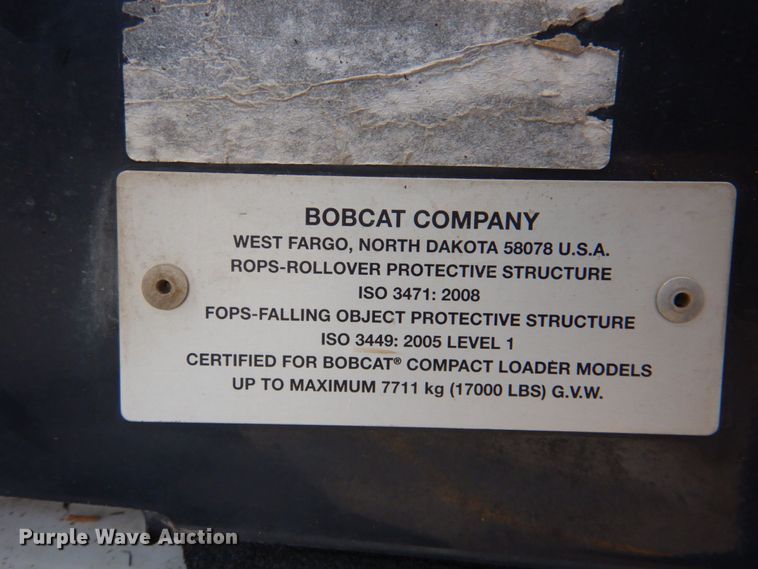 BOBCAT COMPANY
WEST FARGO, NORTH DAKOTA 58078 U.S.A.
ROPS-ROLLOVER PROTECTIVE STRUCTURE
ISO 3471: 2008
FOPS-FALLING OBJECT PROTECTIVE STRUCTURE
ISO 3449: 2005 LEVEL 1
CERTIFIED FOR BOBCAT® COMPACT LOADER MODELS
UP TO MAXIMUM 7711 kg (17000 LBS) G.V.W.
Purple Wave Auction